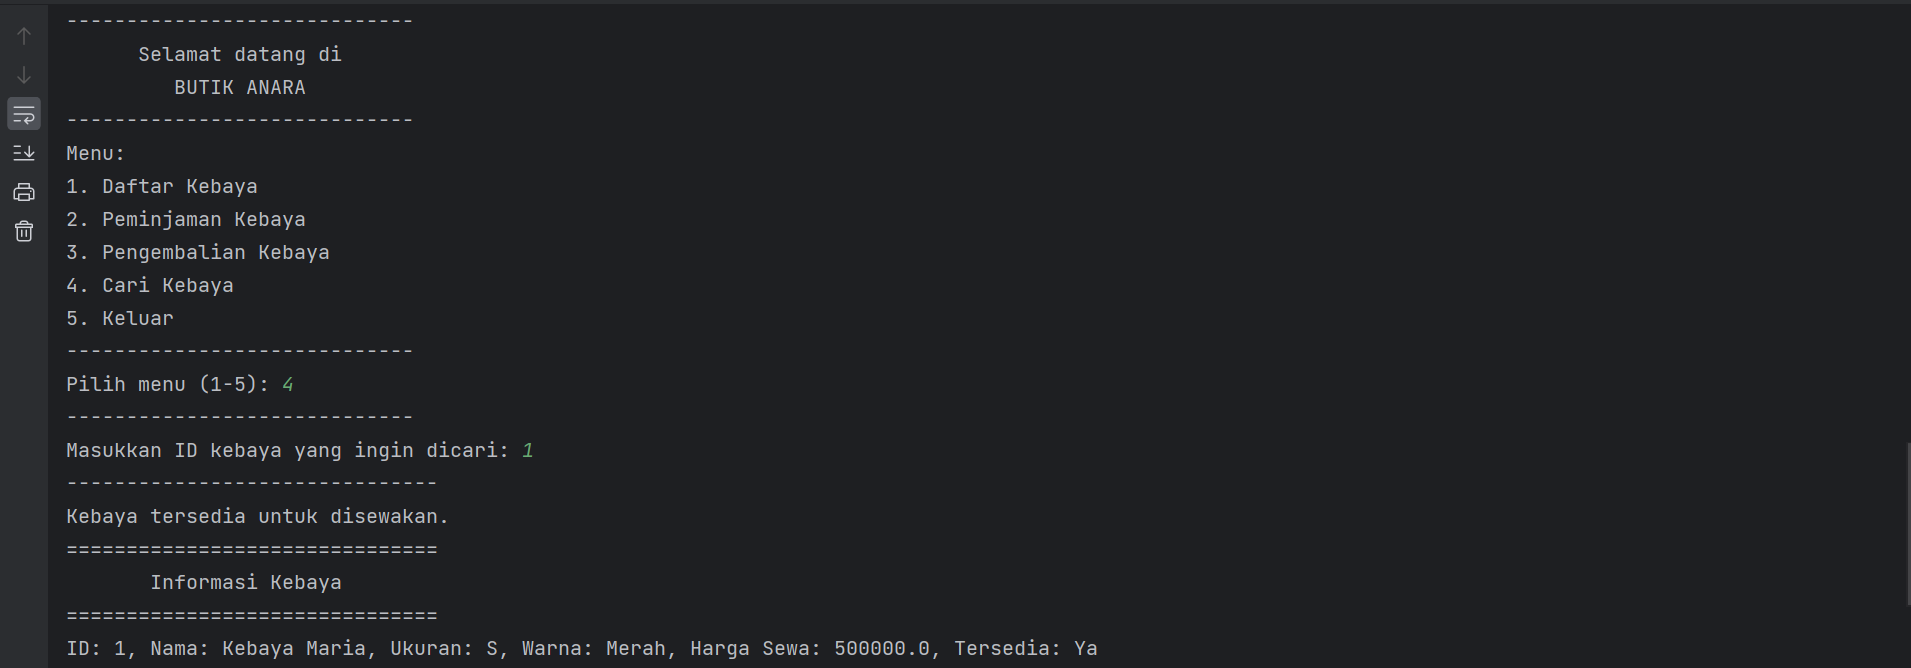 -----------------------------
Selamat datang di
BUTIK ANARA
-----------------------------
Menu:
1. Daftar Kebaya
2. Peminjaman Kebaya
3. Pengembalian Kebaya
4. Cari Kebaya
5. Keluar
-----------------------------
Pilih menu (1-5): 4
-----------------------------
Masukkan ID kebaya yang ingin dicari: 1
-------------------------------
Kebaya tersedia untuk disewakan.
===============================
Informasi Kebaya
===============================
ID: 1, Nama: Kebaya Maria, Ukuran: S, Warna: Merah, Harga Sewa: 500000.0, Tersedia: Ya